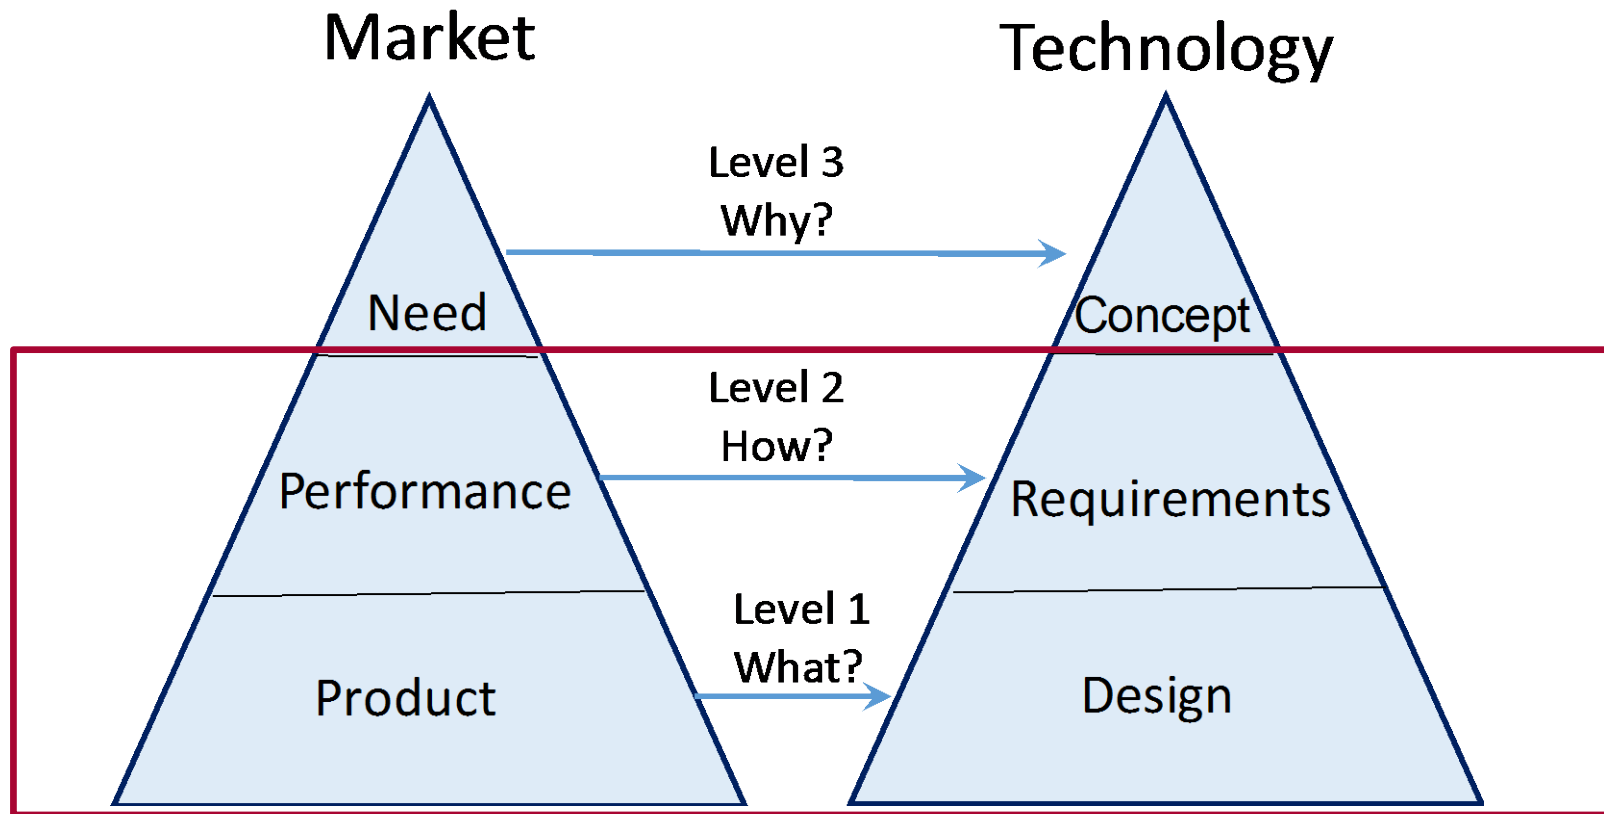 Market
Technology
Level 3
Why?
Need
Concept
Level 2
How?
Performance
Requirements
Level 1
What?
Product
Design